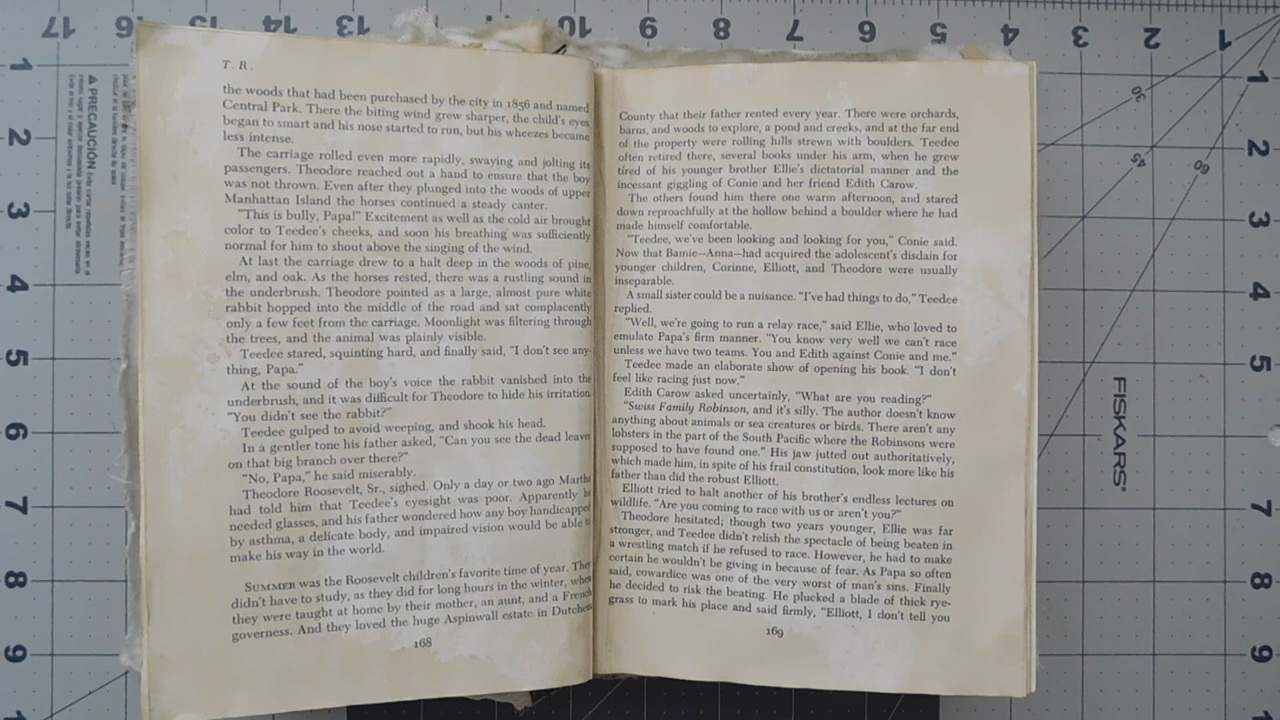 T. R.
the woods that had been purchased by the city in 1856 and named
Central Park. There the biting wind grew sharper, the child's eyes
began to smart and his nose started to run, but his wheezes became
less intense.
The carriage rolled even more rapidly, swaying and jolting its
passengers. Theodore reached out a hand to ensure that the boy
was not thrown. Even after they plunged into the woods of upper
Manhattan Island the horses continued a steady canter.
"This is bully, Papa!" Excitement as well as the cold air brought
color to Teedee's cheeks, and soon his breathing was sufficiently
normal for him to shout above the singing of the wind.
At last the carriage drew to a halt deep in the woods of pine,
elm, and oak. As the horses rested, there was a rustling sound in
the underbrush. Theodore pointed as a large, almost pure white
rabbit hopped into the middle of the road and sat complacently
only a few feet from the carriage. Moonlight was filtering through
the trees, and the animal was plainly visible.
Teedee stared, squinting hard, and finally said, "I don't see any-
thing, Papa."
At the sound of the boy's voice the rabbit vanished into the
underbrush, and it was difficult for Theodore to hide his irritation.
"You didn't see the rabbit?"
Teedee gulped to avoid weeping, and shook his head.
In a gentler tone his father asked, "Can you see the dead leaves
on that big branch over there?"
"No, Papa," he said miserably.
Theodore Roosevelt, Sr., sighed. Only a day or two ago Martha
had told him that Teedee's eyesight was poor. Apparently he
needed glasses, and his father wondered how any boy handicapped
by asthma, a delicate body, and impaired vision would be able to
make his way in the world.
SUMMER was the Roosevelt children's favorite time of year. They
didn't have to study, as they did for long hours in the winter, when
they were taught at home by their mother, an aunt, and a French
governess. And they loved the huge Aspinwall estate in Dutchess
168
County that their father rented every year. There were orchards,
barns, and woods to explore, a pond and creeks, and at the far end
of the property were rolling hills strewn with boulders. Teedee
often retired there, several books under his arm, when he grew
tired of his younger brother Ellie's dictatorial manner and the
incessant giggling of Conie and her friend Edith Carow.
The others found him there one warm afternoon, and stared
down reproachfully at the hollow behind a boulder where he had
made himself comfortable.
"Teedee, we've been looking and looking for you," Conie said.
Now that Bamie—Anna—had acquired the adolescent's disdain for
younger children, Corinne, Elliott, and Theodore were usually
inseparable.
A small sister could be a nuisance. "I've had things to do," Teedee
replied.
"Well, we're going to run a relay race," said Ellie, who loved to
emulate Papa's firm manner. "You know very well we can't race
unless we have two teams. You and Edith against Conie and me."
Teedee made an elaborate show of opening his book. "I don't
feel like racing just now."
Edith Carow asked uncertainly, "What are you reading?"
"Swiss Family Robinson, and it's silly. The author doesn't know
anything about animals or sea creatures or birds. There aren't any
lobsters in the part of the South Pacific where the Robinsons were
supposed to have found one." His jaw jutted out authoritatively,
which made him, in spite of his frail constitution, look more like his
father than did the robust Elliott.
Elliott tried to halt another of his brother's endless lectures on
wildlife. "Are you coming to race with us or aren't you?"
Theodore hesitated; though two years younger, Ellie was far
stronger, and Teedee didn't relish the spectacle of being beaten in
a wrestling match if he refused to race. However, he had to make
certain he wouldn't be giving in because of fear. As Papa so often
said, cowardice was one of the very worst of man's sins. Finally
he decided to risk the beating. He plucked a blade of thick rye-
grass to mark his place and said firmly, "Elliott, I don't tell you
169
17 16 15 14 13 10 9 8 7 6 5 4 3 2 1
1
2
3
4
5
6
7
8
9
1
2
3
4
5
6
7
8
9
30
45
60
FISKARS®
PRECAUCIÓN